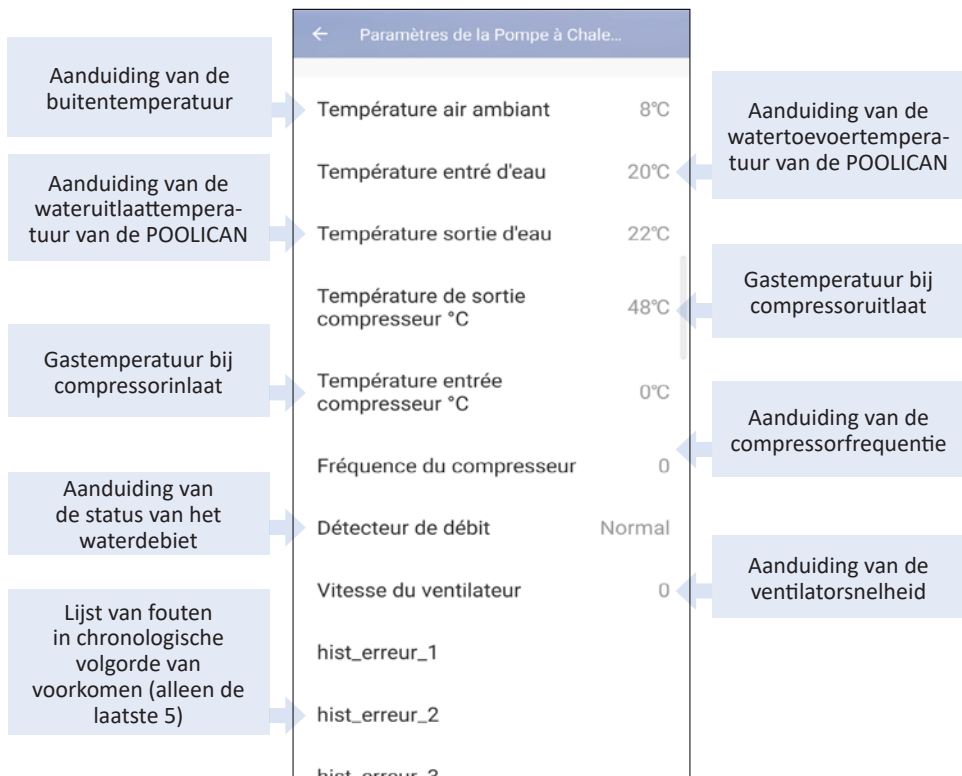 Paramètres de la Pompe à Chale...
Aanduiding van de
buitentemperatuur
Température air ambiant 8°C
Aanduiding van de
watertoevoertempera-
tuur van de POOLICAN
Température entré d'eau 20°C
Aanduiding van de
wateruitlaattempera-
tuur van de POOLICAN
Température sortie d'eau 22°C
Température de sortie
compresseur °C 48°C
Gastemperatuur bij
compressoruitlaat
Gastemperatuur bij
compressorinlaat
Température entrée
compresseur °C 0°C
Aanduiding van de
compressorfrequentie
Fréquence du compresseur 0
Aanduiding van
de status van het
waterdebiet
Détecteur de débit Normal
Vitesse du ventilateur 0
Aanduiding van de
ventilatorsnelheid
Lijst van fouten
in chronologische
volgorde van
voorkomen (alleen de
laatste 5)
hist_erreur_1
hist_erreur_2
hist_erreur_3